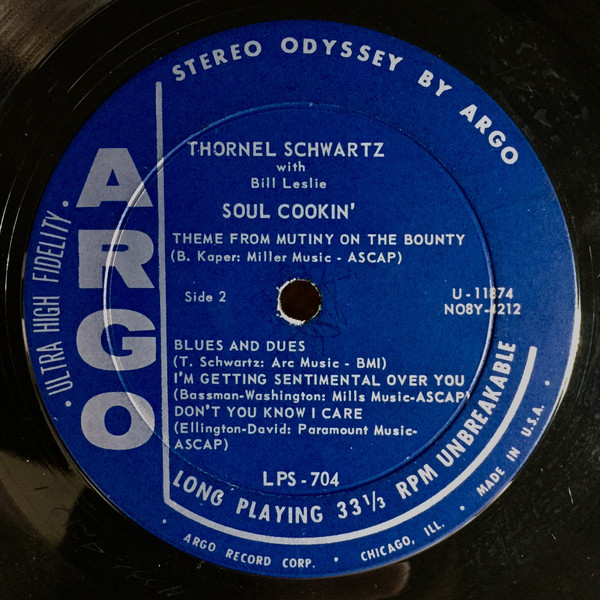 STEREO ODYSSEY BY ARGO
ARGO
• ULTRA HIGH FIDELITY •
THORNEL SCHWARTZ
with
Bill Leslie
SOUL COOKIN'
THEME FROM MUTINY ON THE BOUNTY
(B. Kaper: Miller Music - ASCAP)
Side 2
U - 11874
NO8Y-1212
BLUES AND DUES
(T. Schwartz: Arc Music - BMI)
I'M GETTING SENTIMENTAL OVER YOU
(Bassman-Washington: Mills Music-ASCAP)
DON'T YOU KNOW I CARE
(Ellington-David: Paramount Music-
ASCAP)
LPS - 704
LONG PLAYING 33 1/3 RPM UNBREAKABLE
• ARGO RECORD CORP. • CHICAGO, ILL. • MADE IN U.S.A. •